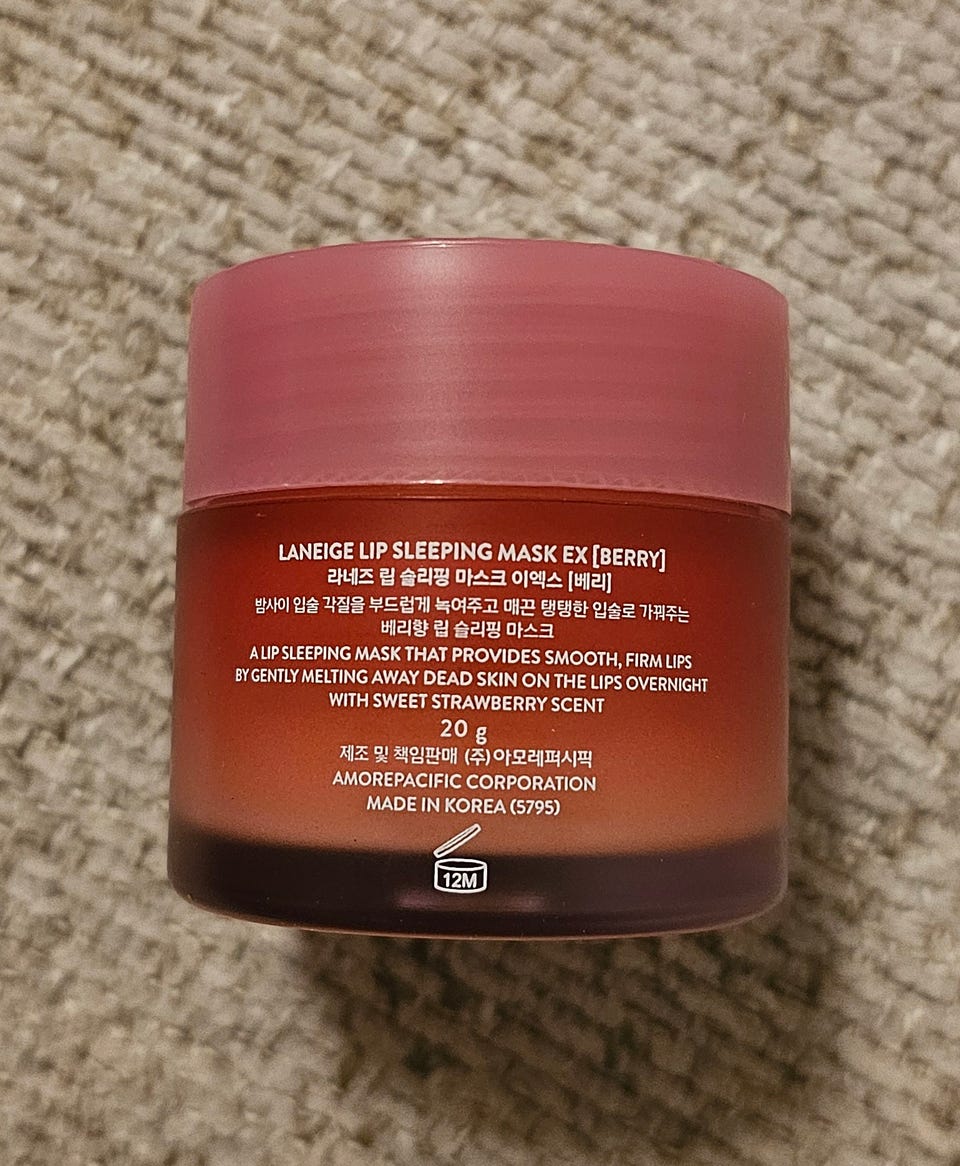 LANEIGE LIP SLEEPING MASK EX [BERRY]
라네즈 립 슬리핑 마스크 이엑스 [베리]
밤사이 입술 각질을 부드럽게 녹여주고 매끈 탱탱한 입술로 가꿔주는
베리향 립 슬리핑 마스크
A LIP SLEEPING MASK THAT PROVIDES SMOOTH, FIRM LIPS
BY GENTLY MELTING AWAY DEAD SKIN ON THE LIPS OVERNIGHT
WITH SWEET STRAWBERRY SCENT
20 g
제조 및 책임판매 (주)아모레퍼시픽
AMOREPACIFIC CORPORATION
MADE IN KOREA (5795)
12M